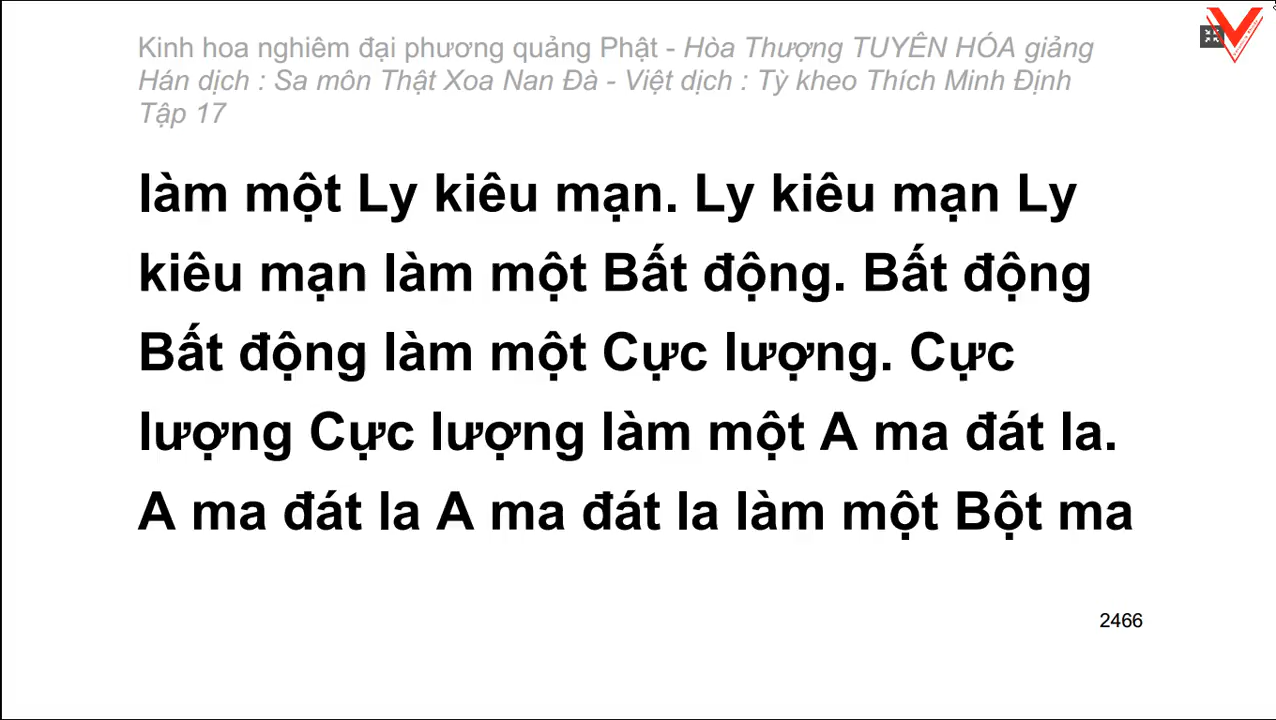 Kinh hoa nghiêm đại phương quảng Phật - Hòa Thượng TUYÊN HÓA giảng
Hán dịch : Sa môn Thật Xoa Nan Đà - Việt dịch : Tỳ kheo Thích Minh Định
Tập 17
làm một Ly kiêu mạn. Ly kiêu mạn Ly
kiêu mạn làm một Bất động. Bất động
Bất động làm một Cực lượng. Cực
lượng Cực lượng làm một A ma đát la.
A ma đát la A ma đát la làm một Bột ma
2466